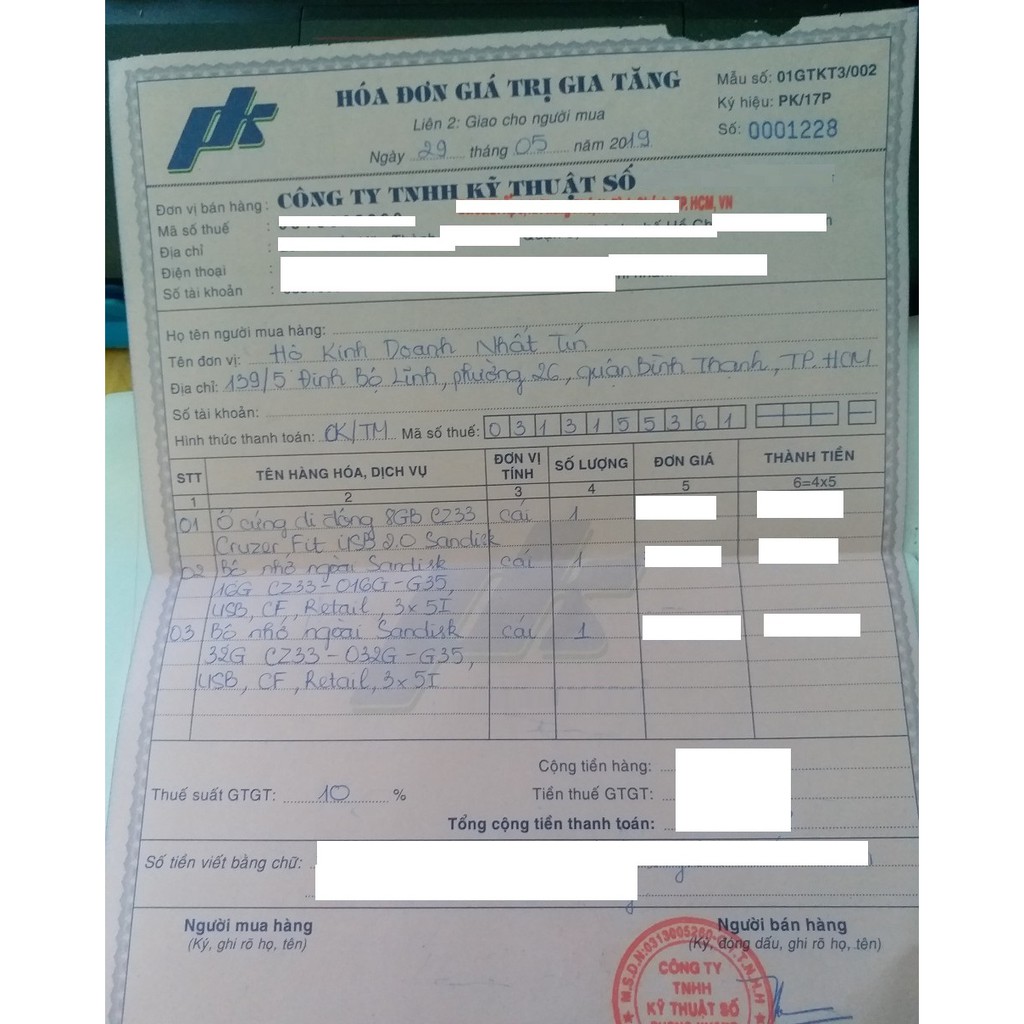 pk
HÓA ĐƠN GIÁ TRỊ GIA TĂNG
Liên 2: Giao cho người mua
Ngày 29 tháng 05 năm 2019
Mẫu số: 01GTKT3/002
Ký hiệu: PK/17P
Số: 0001228
Đơn vị bán hàng: CÔNG TY TNHH KỸ THUẬT SỐ
TP.HCM, VN
Mã số thuế :
Địa chỉ :
Điện thoại :
Số tài khoản :
Họ tên người mua hàng:
Tên đơn vị: Hộ Kinh Doanh Nhất Tín
Địa chỉ: 139/5 Đinh Bộ Lĩnh, phường 26, quận Bình Thạnh, TP.HCM
Số tài khoản:
Hình thức thanh toán: CK/TM Mã số thuế: 0313155361
STT TÊN HÀNG HÓA, DỊCH VỤ ĐƠN VỊ TÍNH SỐ LƯỢNG ĐƠN GIÁ THÀNH TIỀN
1 2 3 4 5 6=4x5
01 Ổ cứng di động 8GB CZ33 cái 1
Cruzer Fit USB 2.0 Sandisk
02 Bộ nhớ ngoài Sandisk cái 1
16G CZ33-016G-G35,
USB, CF, Retail, 3x5I
03 Bộ nhớ ngoài Sandisk cái 1
32G CZ33-032G-G35,
USB, CF, Retail, 3x5I
Cộng tiền hàng:
Thuế suất GTGT: 10 % Tiền thuế GTGT:
Tổng cộng tiền thanh toán:
Số tiền viết bằng chữ:
Người mua hàng Người bán hàng
(Ký, ghi rõ họ, tên) (Ký, đóng dấu, ghi rõ họ, tên)
M.S.D.N:0313005280-C.T.T.N.H.H
CÔNG TY
TNHH
KỸ THUẬT SỐ